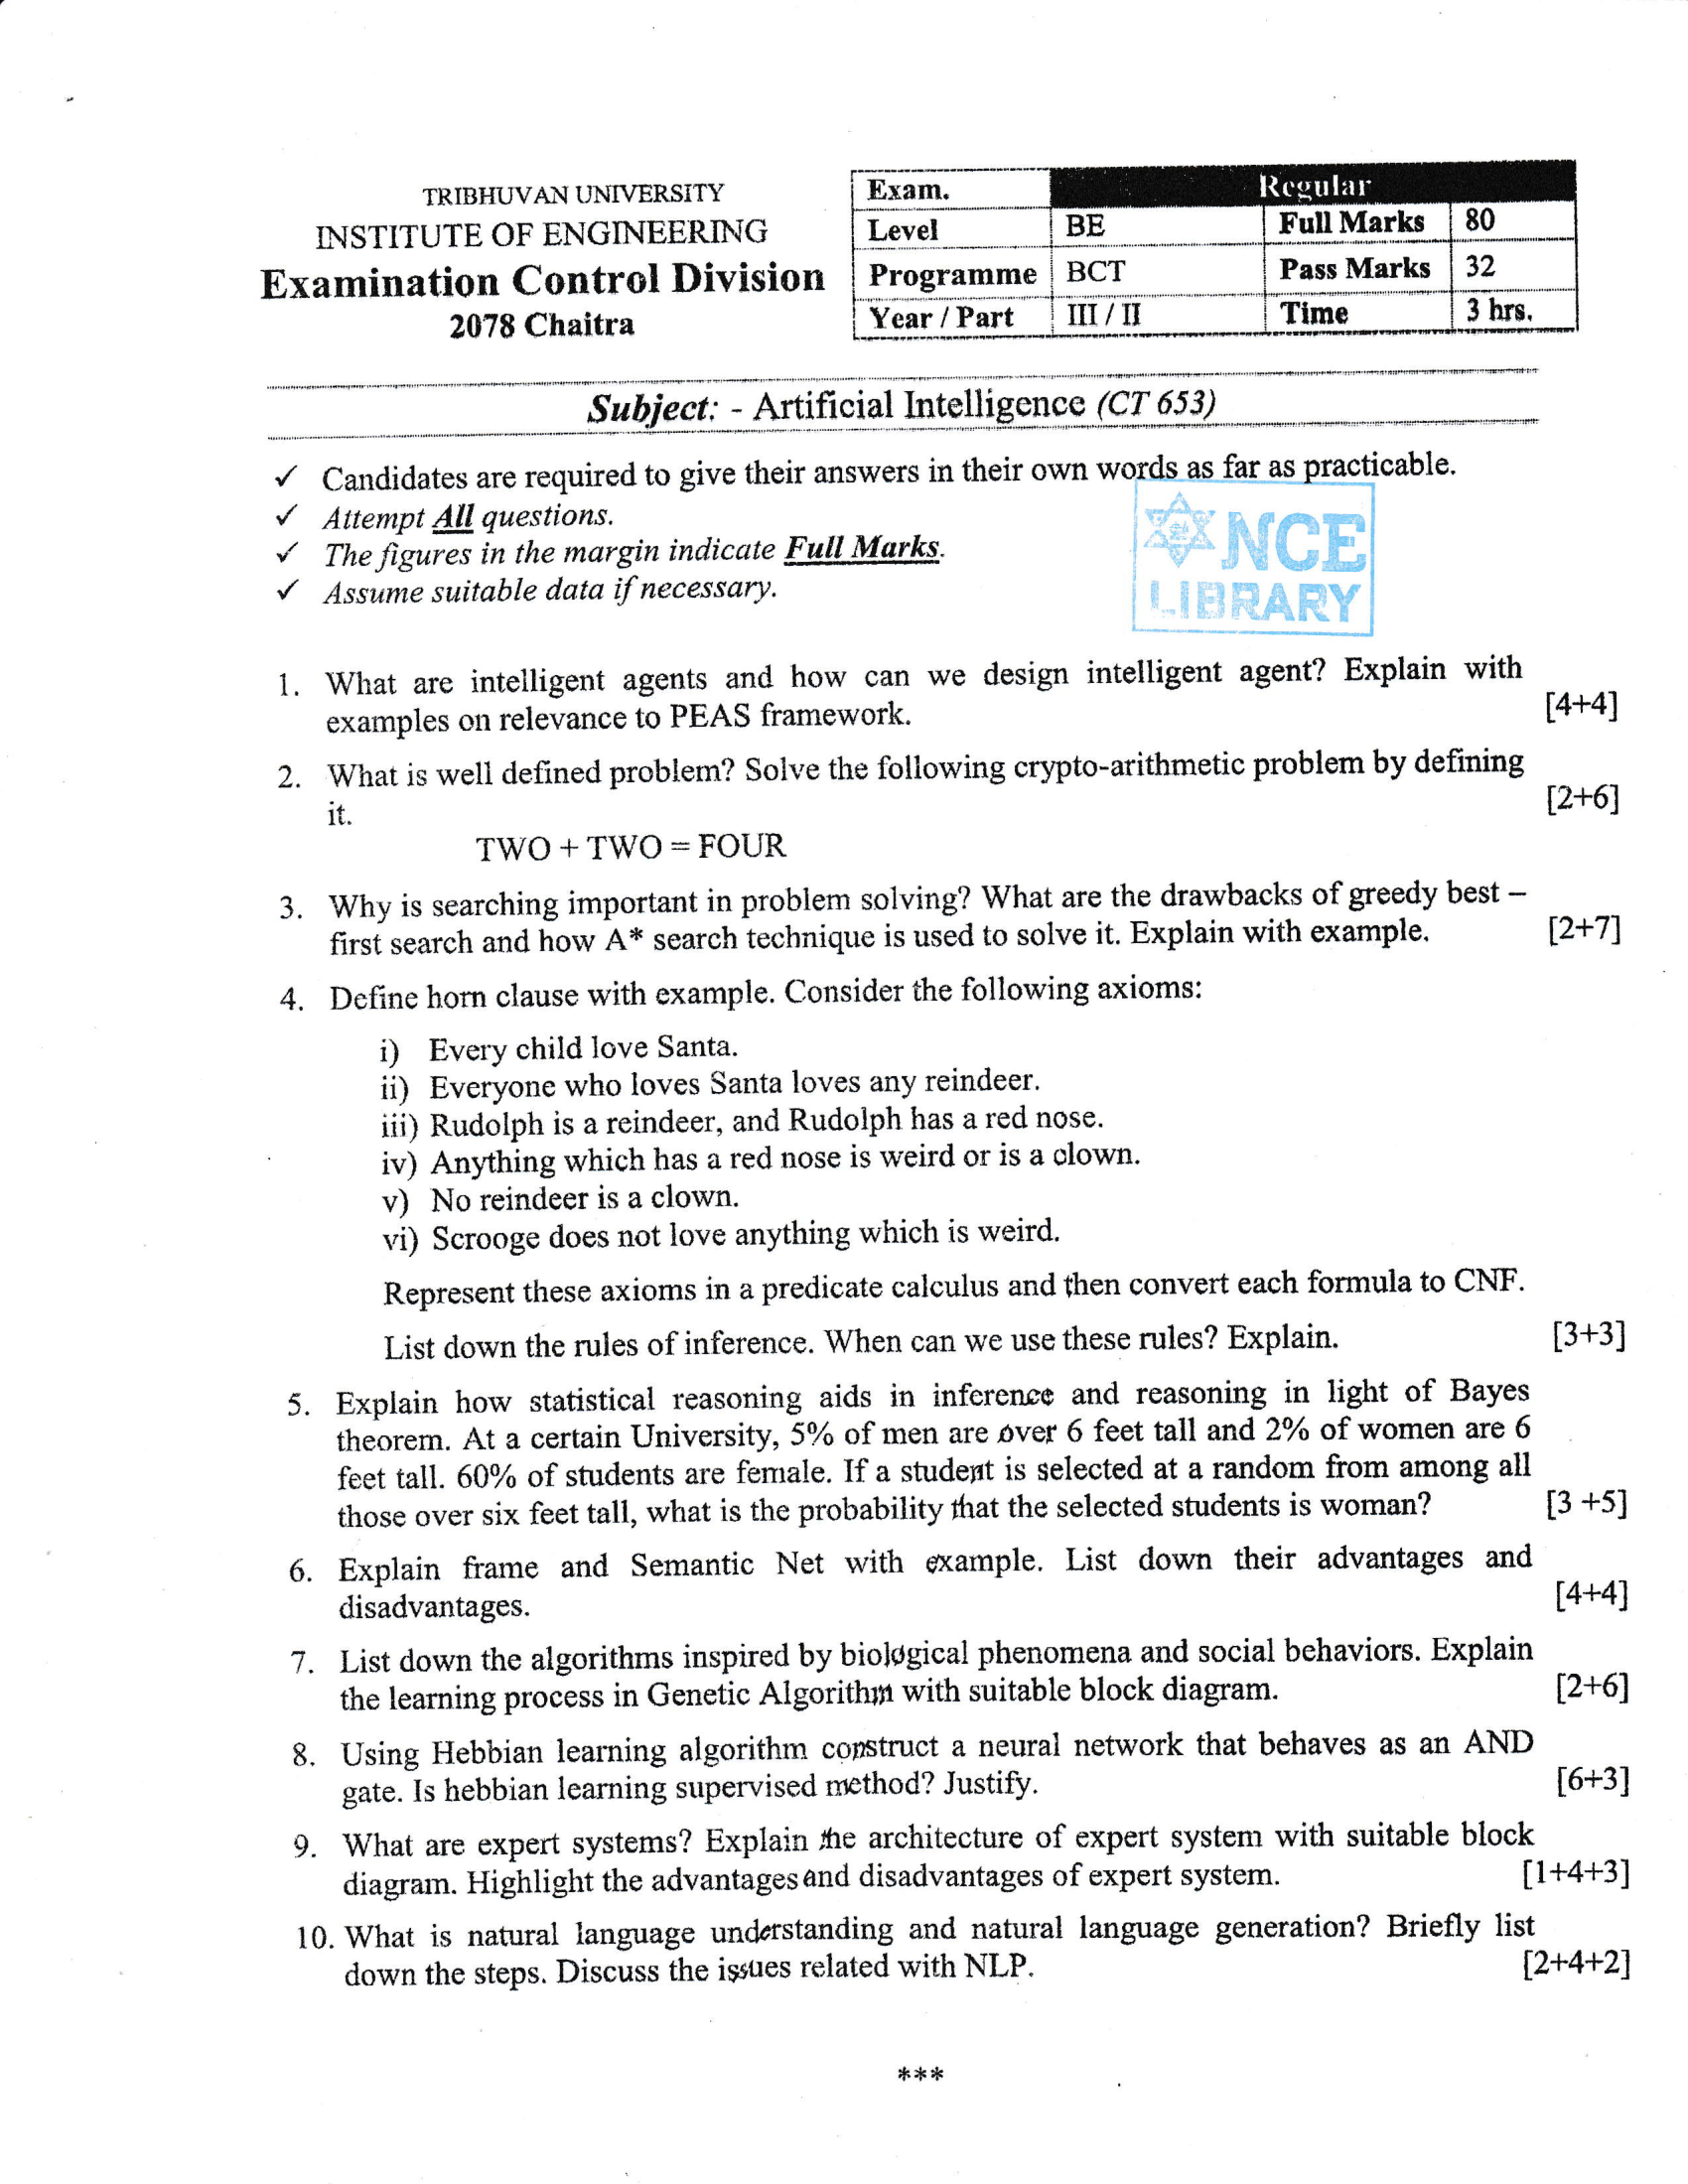 TRIBHUVAN UNIVERSITY
INSTITUTE OF ENGINEERING
Examination Control Division
2078 Chaitra
Exam. Regular
Level BE Full Marks 80
Programme BCT Pass Marks 32
Year / Part III / II Time 3 hrs.
Subject: - Artificial Intelligence (CT 653)
✓ Candidates are required to give their answers in their own words as far as practicable.
✓ Attempt All questions.
✓ The figures in the margin indicate Full Marks.
✓ Assume suitable data if necessary.
NCE
LIBRARY
1. What are intelligent agents and how can we design intelligent agent? Explain with
examples on relevance to PEAS framework. [4+4]
2. What is well defined problem? Solve the following crypto-arithmetic problem by defining
it. [2+6]
TWO + TWO = FOUR
3. Why is searching important in problem solving? What are the drawbacks of greedy best –
first search and how A* search technique is used to solve it. Explain with example. [2+7]
4. Define horn clause with example. Consider the following axioms:
i) Every child love Santa.
ii) Everyone who loves Santa loves any reindeer.
iii) Rudolph is a reindeer, and Rudolph has a red nose.
iv) Anything which has a red nose is weird or is a clown.
v) No reindeer is a clown.
vi) Scrooge does not love anything which is weird.
Represent these axioms in a predicate calculus and then convert each formula to CNF.
List down the rules of inference. When can we use these rules? Explain. [3+3]
5. Explain how statistical reasoning aids in inference and reasoning in light of Bayes
theorem. At a certain University, 5% of men are over 6 feet tall and 2% of women are 6
feet tall. 60% of students are female. If a student is selected at a random from among all
those over six feet tall, what is the probability that the selected students is woman? [3 +5]
6. Explain frame and Semantic Net with example. List down their advantages and
disadvantages. [4+4]
7. List down the algorithms inspired by biological phenomena and social behaviors. Explain
the learning process in Genetic Algorithm with suitable block diagram. [2+6]
8. Using Hebbian learning algorithm construct a neural network that behaves as an AND
gate. Is hebbian learning supervised method? Justify. [6+3]
9. What are expert systems? Explain the architecture of expert system with suitable block
diagram. Highlight the advantages and disadvantages of expert system. [1+4+3]
10. What is natural language understanding and natural language generation? Briefly list
down the steps. Discuss the issues related with NLP. [2+4+2]
***